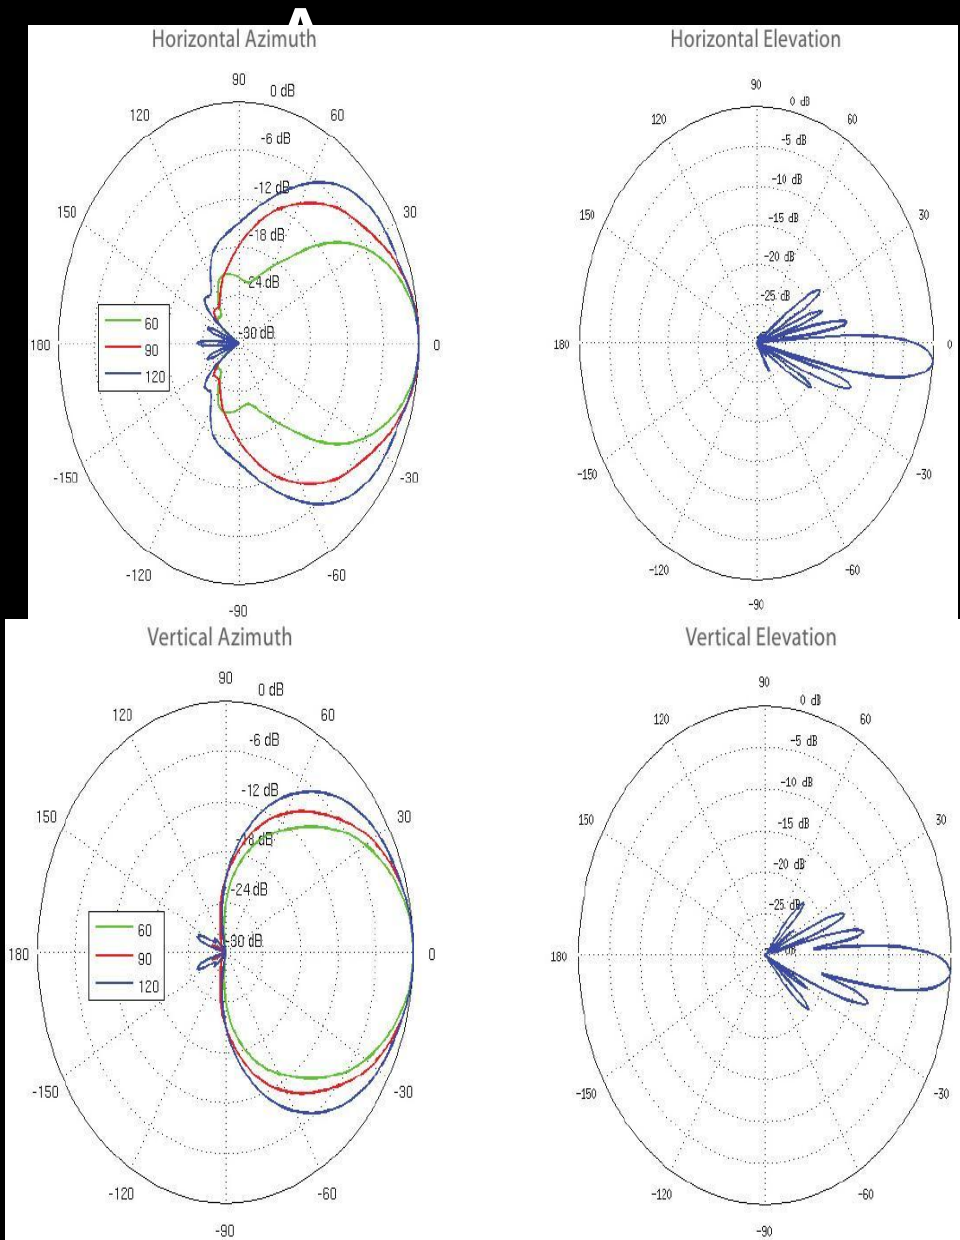 A
Horizontal Azimuth
90
0 dB
120
60
-6 dB
-12 dB
150
30
-18 dB
-24 dB
-30 dB
180
0
60
90
120
-150
-30
-120
-60
-90
Horizontal Elevation
90
0 dB
120
60
-5 dB
-10 dB
150
30
-15 dB
-20 dB
-25 dB
180
0
-150
-30
-120
-60
-90
Vertical Azimuth
90
0 dB
120
60
-6 dB
-12 dB
150
30
-18 dB
-24 dB
-30 dB
180
0
60
90
120
-150
-30
-120
-60
-90
Vertical Elevation
90
0 dB
120
60
-5 dB
-10 dB
150
30
-15 dB
-20 dB
-25 dB
dB
180
0
-150
-30
-120
-60
-90